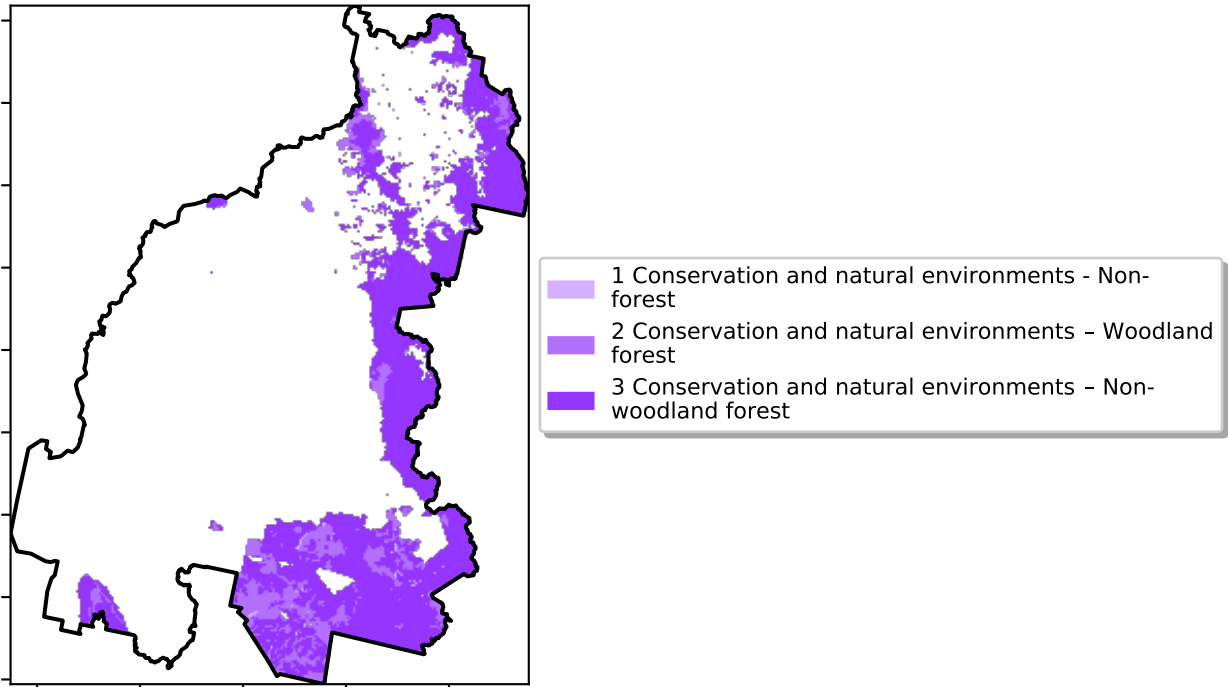 1 Conservation and natural environments - Non-
forest
2 Conservation and natural environments – Woodland
forest
3 Conservation and natural environments – Non-
woodland forest